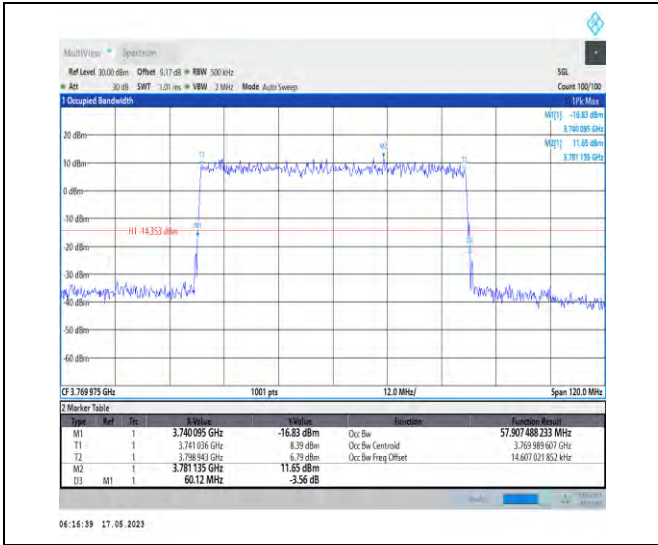 MultiView Spectrum
Ref Level 30.00 dBm Offset 9.17 dB RBW 500 kHz SGL
Att 30 dB SWT 1.01 ms VBW 2 MHz Mode Auto Sweep Count 100/100
1 Occupied Bandwidth 1Pk Max
M1[1] -16.83 dBm
3.740 095 GHz
M2[1] 11.65 dBm
3.781 135 GHz
20 dBm
M2
T1
10 dBm
0 dBm
-10 dBm
M1
H1 -14.353 dBm
-20 dBm
-30 dBm
-40 dBm
-50 dBm
-60 dBm
CF 3.769 975 GHz 1001 pts 12.0 MHz/ Span 120.0 MHz
2 Marker Table
Type Ref Trc X-Value Y-Value Function Function Result
M1 1 3.740 095 GHz -16.83 dBm Occ Bw 57.907 488 233 MHz
T1 1 3.741 036 GHz 8.39 dBm Occ Bw Centroid 3.769 989 607 GHz
T2 1 3.798 943 GHz 6.79 dBm Occ Bw Freq Offset 14.607 021 852 kHz
M2 1 3.781 135 GHz 11.65 dBm
D3 M1 1 60.12 MHz -3.56 dB
06:16:39 17.05.2023